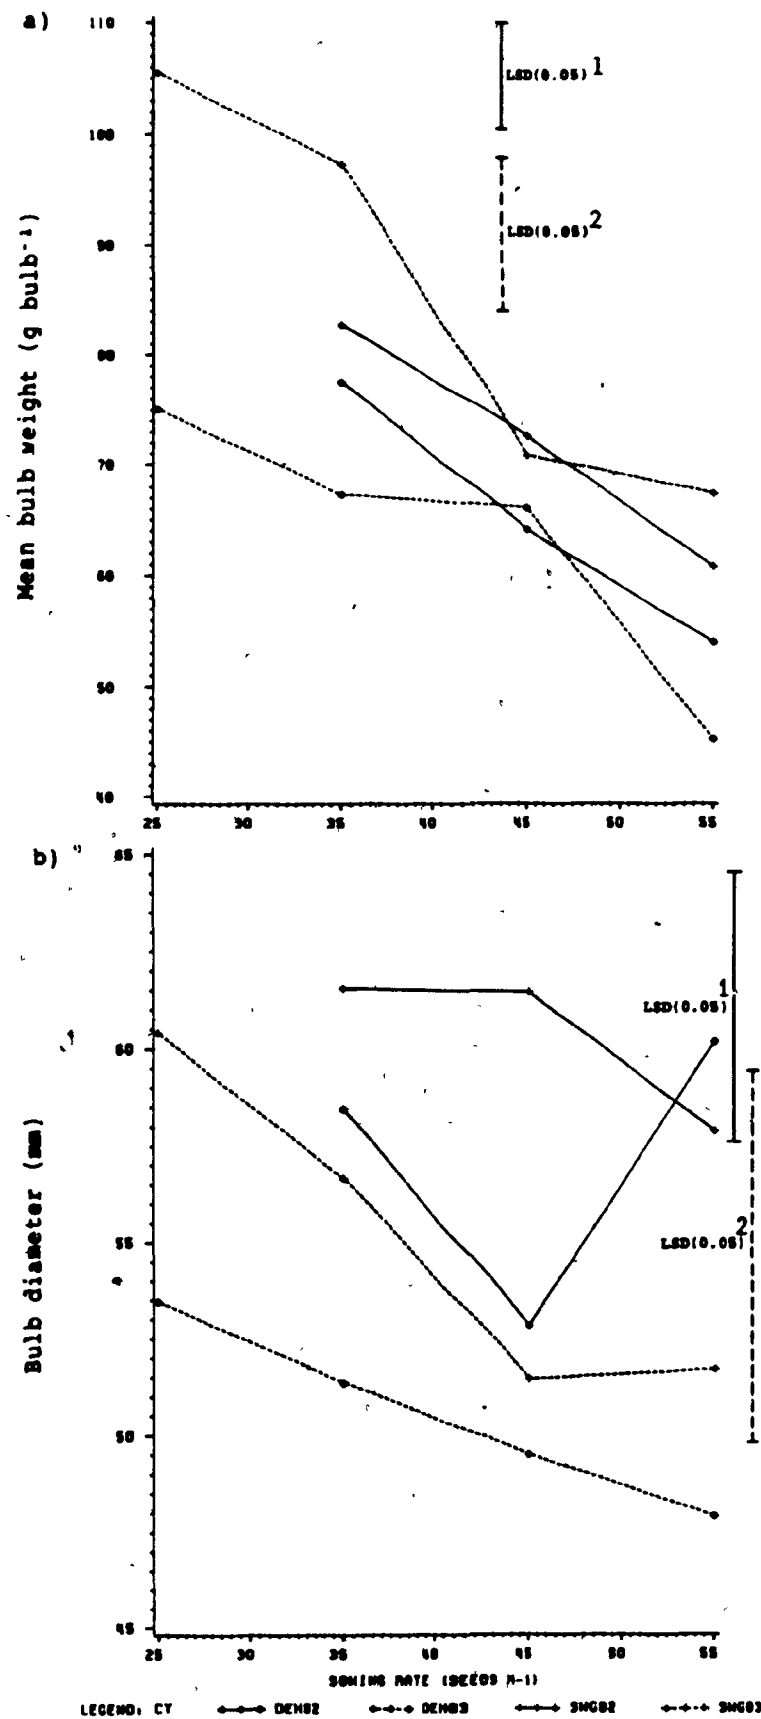 a)
110
LSD(0.05)1
100
LSD(0.05)2
90
80
70
60
50
40
Mean bulb weight (g bulb-1)
25 30 35 40 45 50 55
b)
65
LSD(0.05)1
60
LSD(0.05)2
55
50
45
Bulb diameter (mm)
25 30 35 40 45 50 55
SOWING RATE (SEEDS M-1)
LEGEND: CT DEM82 DEM83 SWG82 SWG83